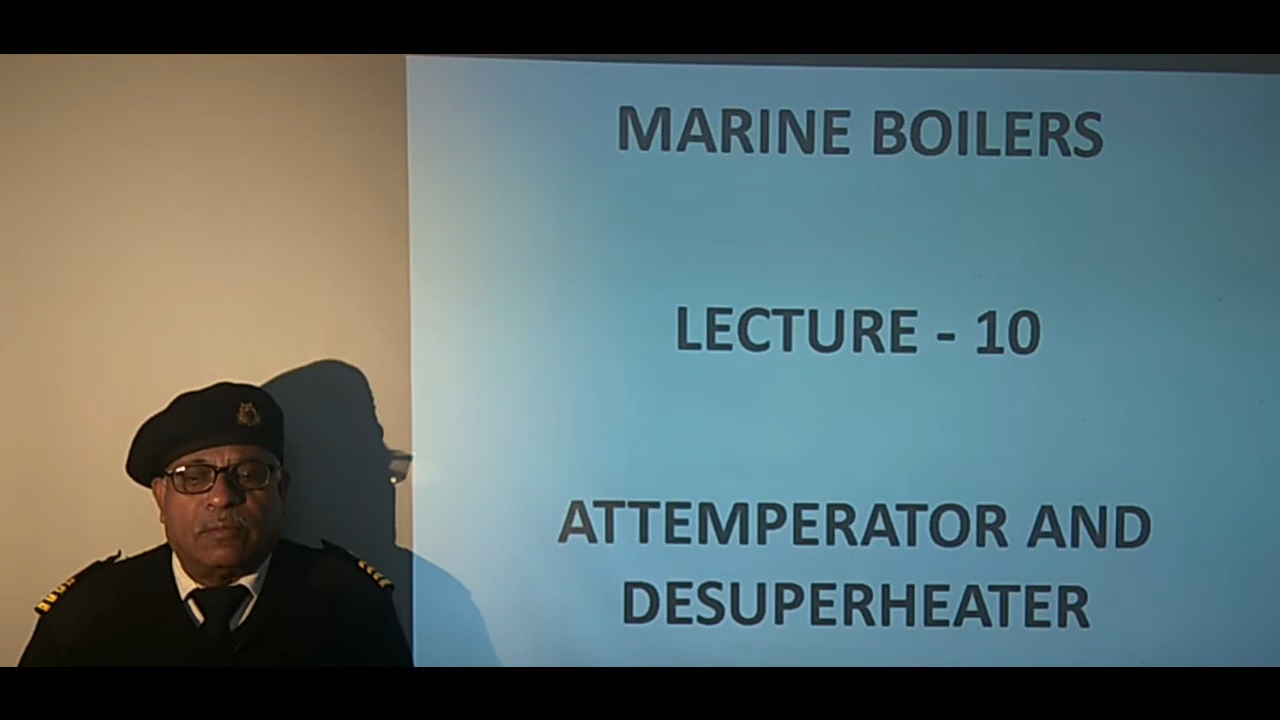 MARINE BOILERS
LECTURE - 10
ATTEMPERATOR AND
DESUPERHEATER